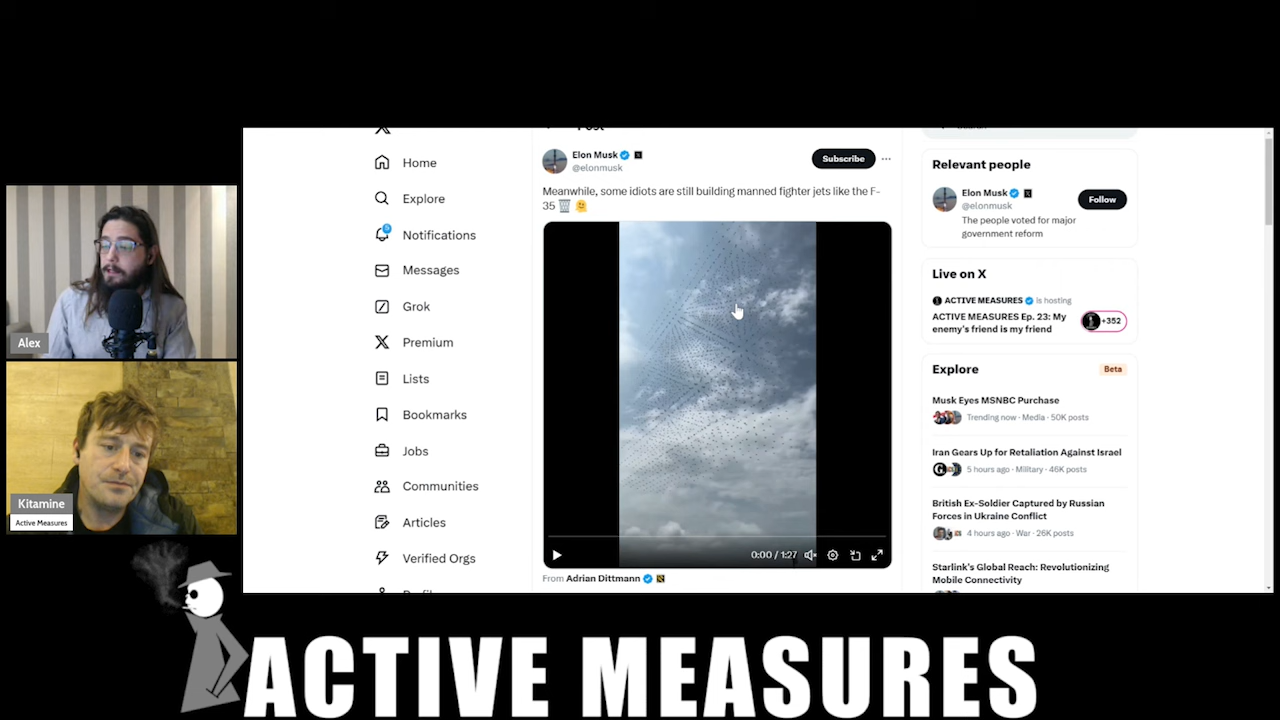 Alex
Kitamine
Active Measures
Home
Explore
Notifications
Messages
Grok
Premium
Lists
Bookmarks
Jobs
Communities
Articles
Verified Orgs
Post
Elon Musk
@elonmusk
Subscribe
Meanwhile, some idiots are still building manned fighter jets like the F-
35
0:00 / 1:27
From Adrian Dittmann
Relevant people
Elon Musk
@elonmusk
Follow
The people voted for major
government reform
Live on X
ACTIVE MEASURES is hosting
ACTIVE MEASURES Ep. 23: My
enemy's friend is my friend
+352
Explore
Beta
Musk Eyes MSNBC Purchase
Trending now · Media · 50K posts
Iran Gears Up for Retaliation Against Israel
5 hours ago · Military · 46K posts
British Ex-Soldier Captured by Russian
Forces in Ukraine Conflict
4 hours ago · War · 26K posts
Starlink's Global Reach: Revolutionizing
Mobile Connectivity
ACTIVE MEASURES